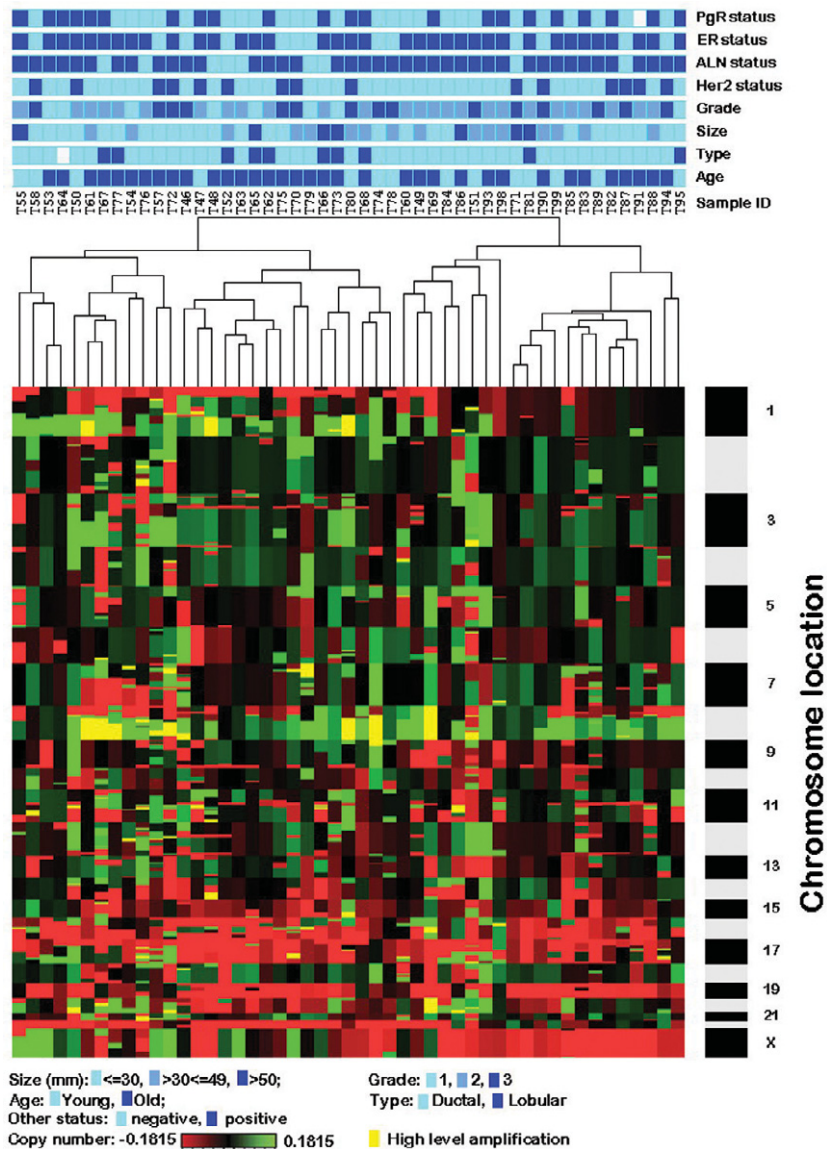 PgR status
ER status
ALN status
Her2 status
Grade
Size
Type
Age
Sample ID
T55 T58 T53 T64 T50 T61 T67 T77 T54 T76 T57 T72 T46 T47 T48 T52 T63 T65 T62 T75 T70 T79 T66 T73 T80 T68 T74 T78 T60 T49 T69 T84 T86 T51 T93 T98 T71 T81 T90 T99 T85 T83 T89 T82 T87 T91 T88 T94 T95
1
3
5
7
9
11
13
15
17
19
21
X
Chromosome location
Size (mm): <=30, >30<=49, >50; Grade: 1, 2, 3
Age: Young, Old; Type: Ductal, Lobular
Other status: negative, positive
Copy number: -0.1815 0.1815 High level amplification